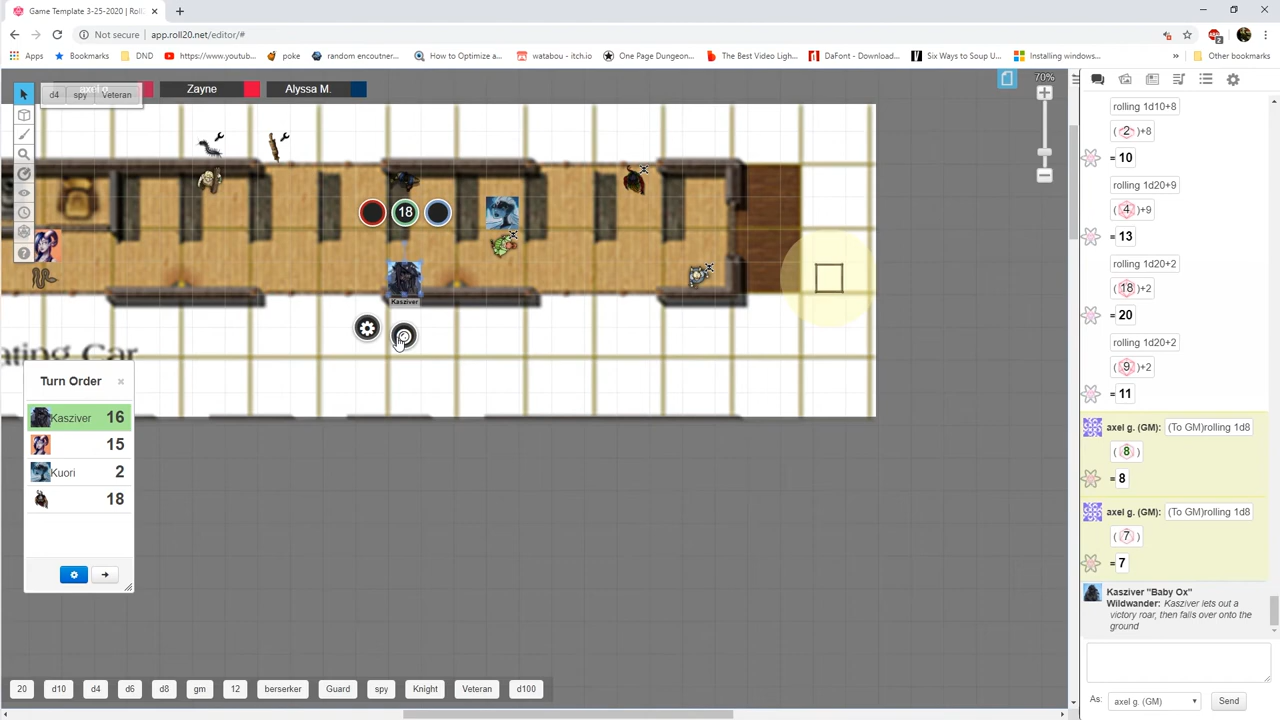 Game Template 3-25-2020 | Roll
Not secure app.roll20.net/editor/#
Apps Bookmarks DND https://www.youtub... poke random encoutner... How to Optimize a... watabou - itch.io One Page Dungeon... The Best Video Ligh... DaFont - Download... Six Ways to Soup U... Installing windows... » Other bookmarks
Zayne Alyssa M.
d4 spy Veteran
70%
rolling 1d10+8
(2)+8
= 10
rolling 1d20+9
(4)+9
= 13
rolling 1d20+2
(18)+2
= 20
rolling 1d20+2
(9)+2
= 11
axel g. (GM): (To GM)rolling 1d8
(8)
= 8
axel g. (GM): (To GM)rolling 1d8
(7)
= 7
Kasziver "Baby Ox"
Wildwander: Kasziver lets out a
victory roar, then falls over onto the
ground
18
Kasziver
ating Car
Turn Order ×
Kasziver 16
15
Kuori 2
18
20 d10 d4 d6 d8 gm 12 berserker Guard spy Knight Veteran d100
As: axel g. (GM) Send